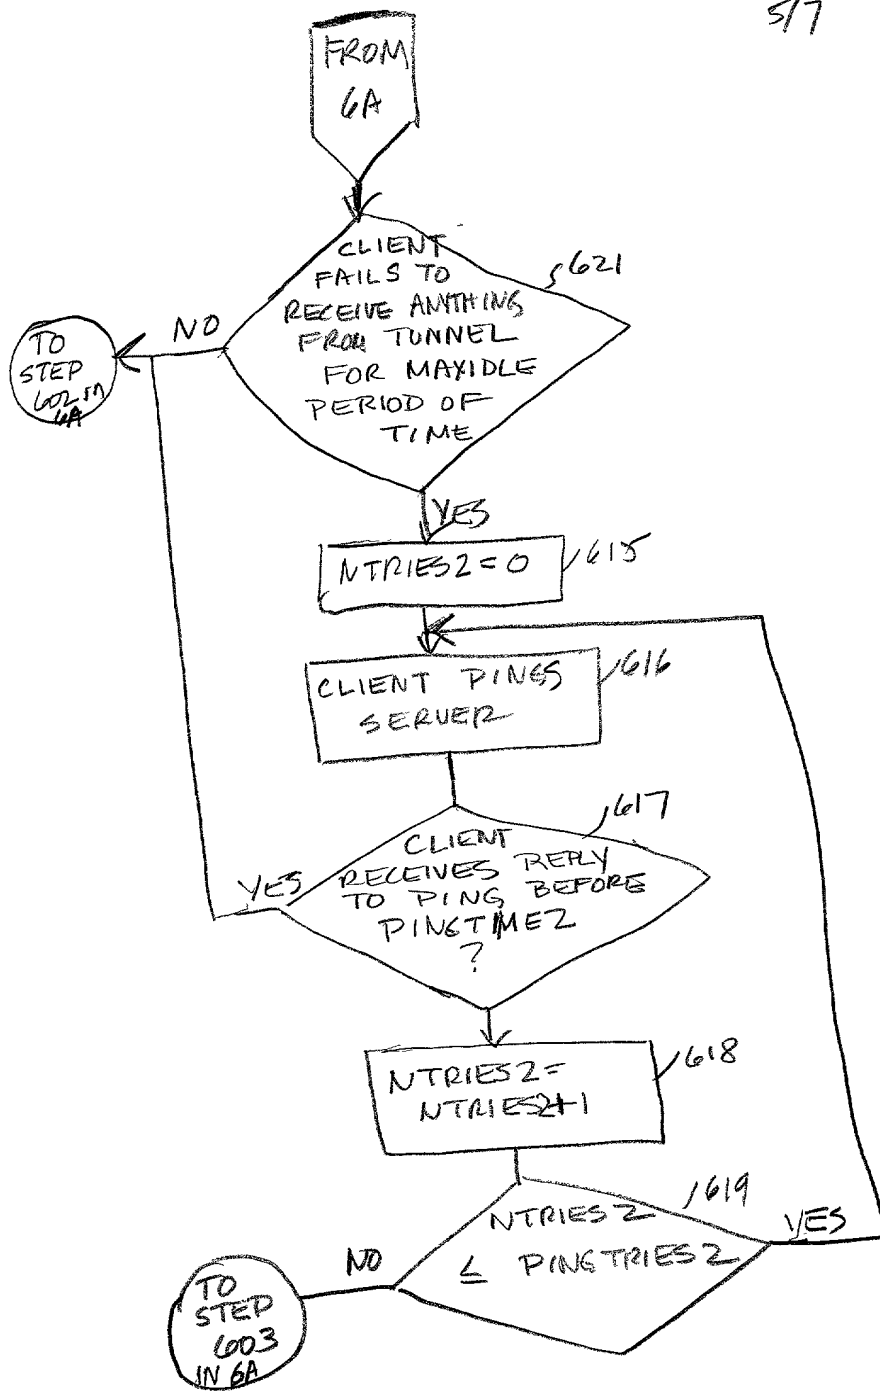 5/7
FROM
6A
CLIENT
FAILS TO
RECEIVE ANYTHING
FROM TUNNEL
FOR MAXIDLE
PERIOD OF
TIME
621
NO
TO
STEP
602 in
6A
YES
NTRIES2=0
615
CLIENT PINGS
SERVER
616
617
CLIENT
RECEIVES REPLY
TO PING BEFORE
PINGTIME2
?
YES
NTRIES2=
NTRIES2+1
618
619
NTRIES2
≤ PINGTRIES2
YES
NO
TO
STEP
603
IN 6A